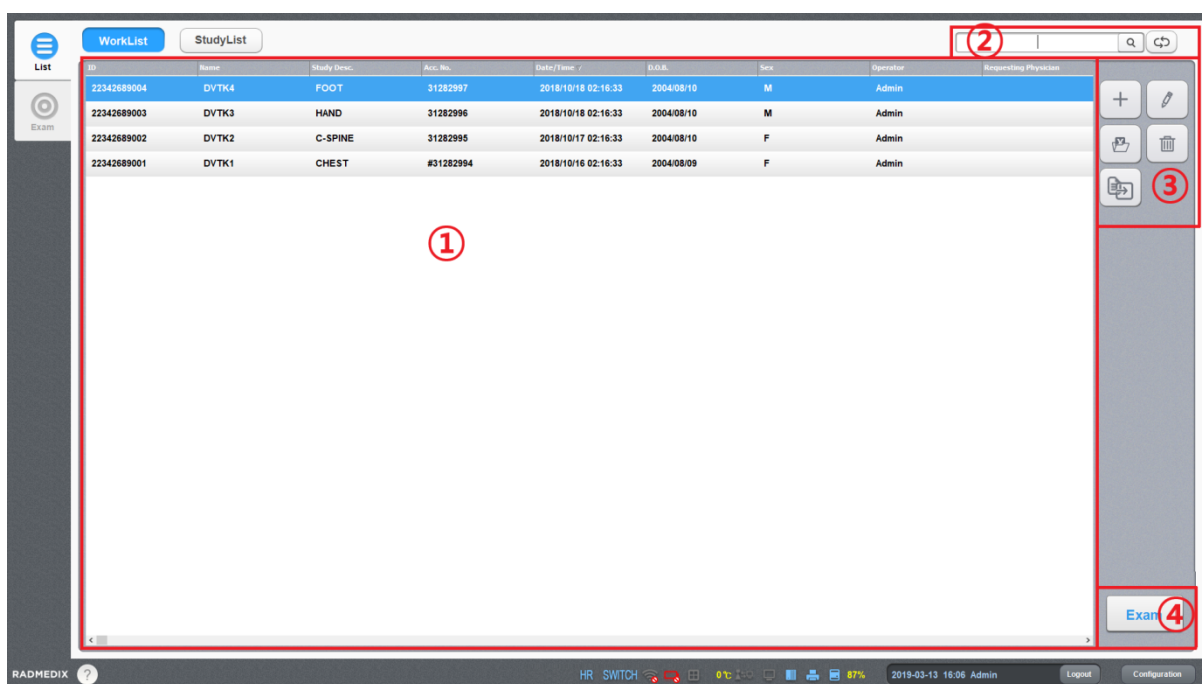 WorkList StudyList ②
List
Exam
ID Name Study Desc. Acc. No. Date/Time / D.O.B. Sex Operator Requesting Physician
22342689004 DVTK4 FOOT 31282997 2018/10/18 02:16:33 2004/08/10 M Admin
22342689003 DVTK3 HAND 31282996 2018/10/18 02:16:33 2004/08/10 M Admin
22342689002 DVTK2 C-SPINE 31282995 2018/10/17 02:16:33 2004/08/10 F Admin
22342689001 DVTK1 CHEST #31282994 2018/10/16 02:16:33 2004/08/09 F Admin
③
①
Exam ④
RADMEDIX ? HR SWITCH 0℃ 87% 2019-03-13 16:06 Admin Logout Configuration